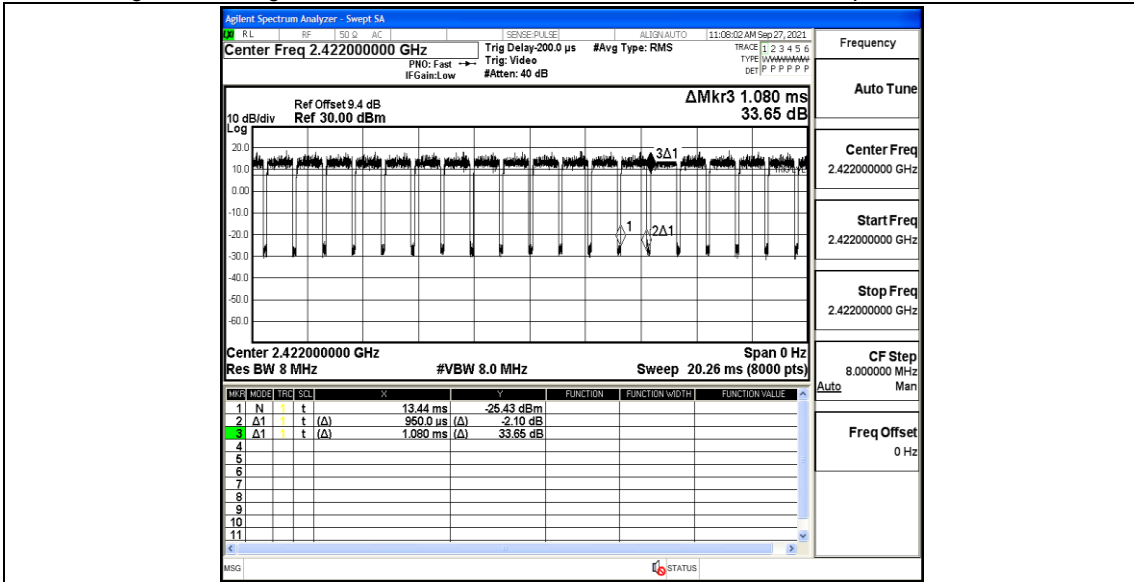 Agilent Spectrum Analyzer - Swept SA
RL RF 50 Ω AC SENSE:PULSE ALIGN AUTO 11:08:02 AM Sep 27, 2021
Center Freq 2.422000000 GHz Trig Delay-200.0 µs #Avg Type: RMS TRACE 1 2 3 4 5 6
PNO: Fast Trig: Video TYPE
IFGain:Low #Atten: 40 dB DET P P P P P P
Frequency
Auto Tune
Center Freq
2.422000000 GHz
Start Freq
2.422000000 GHz
Stop Freq
2.422000000 GHz
CF Step
8.000000 MHz
Auto Man
Freq Offset
0 Hz
ΔMkr3 1.080 ms
33.65 dB
Ref Offset 9.4 dB
10 dB/div Ref 30.00 dBm
Log
20.0
10.0
0.00
-10.0
-20.0
-30.0
-40.0
-50.0
-60.0
3Δ1
1
2Δ1
Center 2.422000000 GHz Span 0 Hz
Res BW 8 MHz #VBW 8.0 MHz Sweep 20.26 ms (8000 pts)
MKR MODE TRC SCL X Y FUNCTION FUNCTION WIDTH FUNCTION VALUE
1 N t 13.44 ms -25.43 dBm
2 Δ1 t (Δ) 950.0 µs (Δ) -2.10 dB
3 Δ1 t (Δ) 1.080 ms (Δ) 33.65 dB
4
5
6
7
8
9
10
11
MSG STATUS